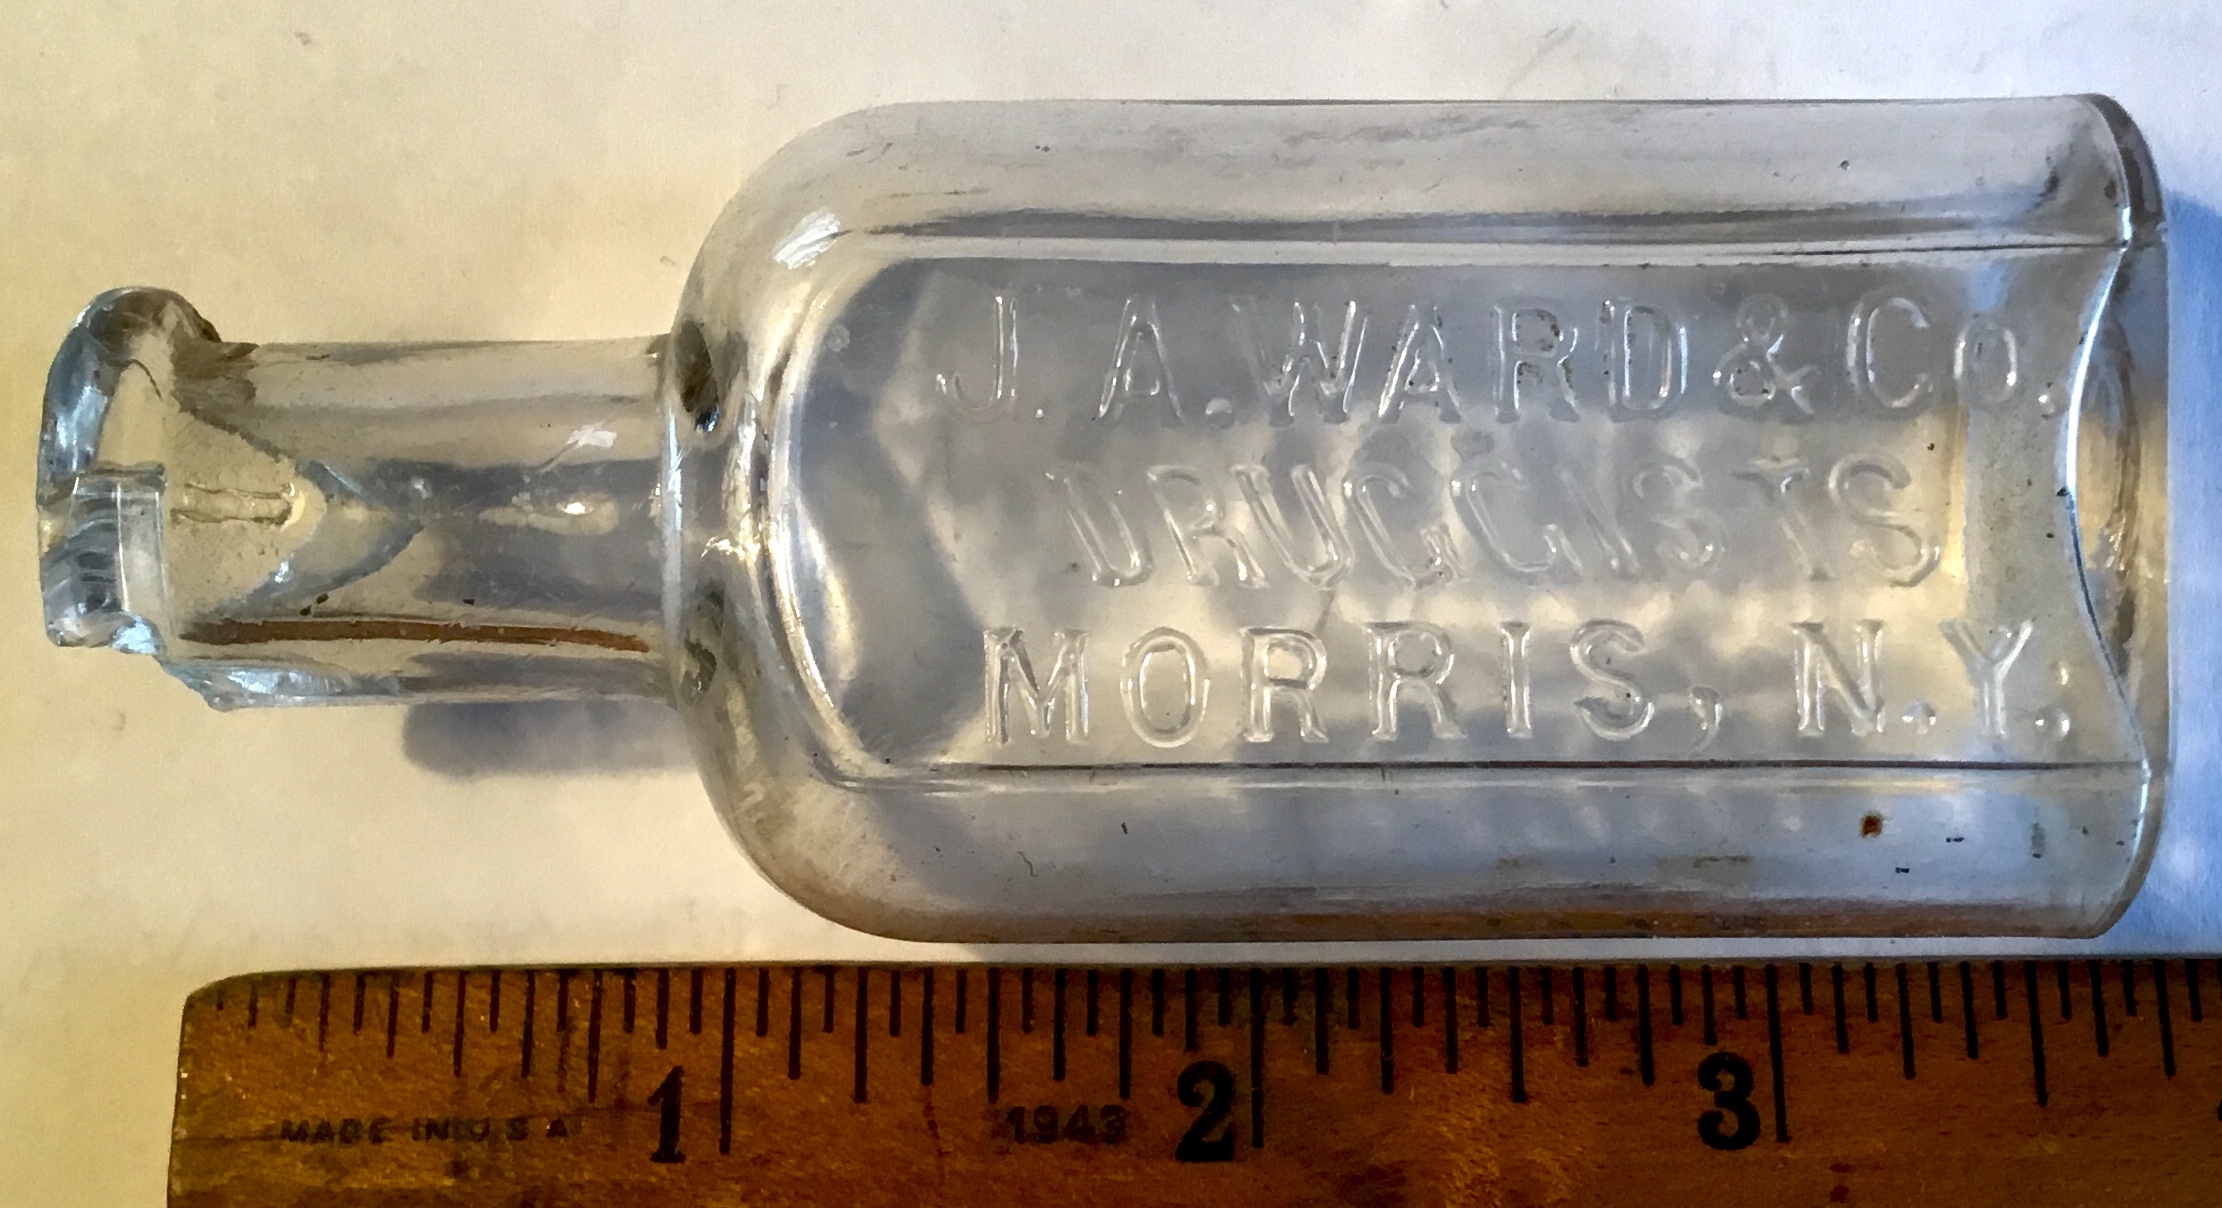 J. A. WARD & Co.
DRUGGISTS
MORRIS, N.Y.
1 2 3
MADE IN U.S.A. 1943